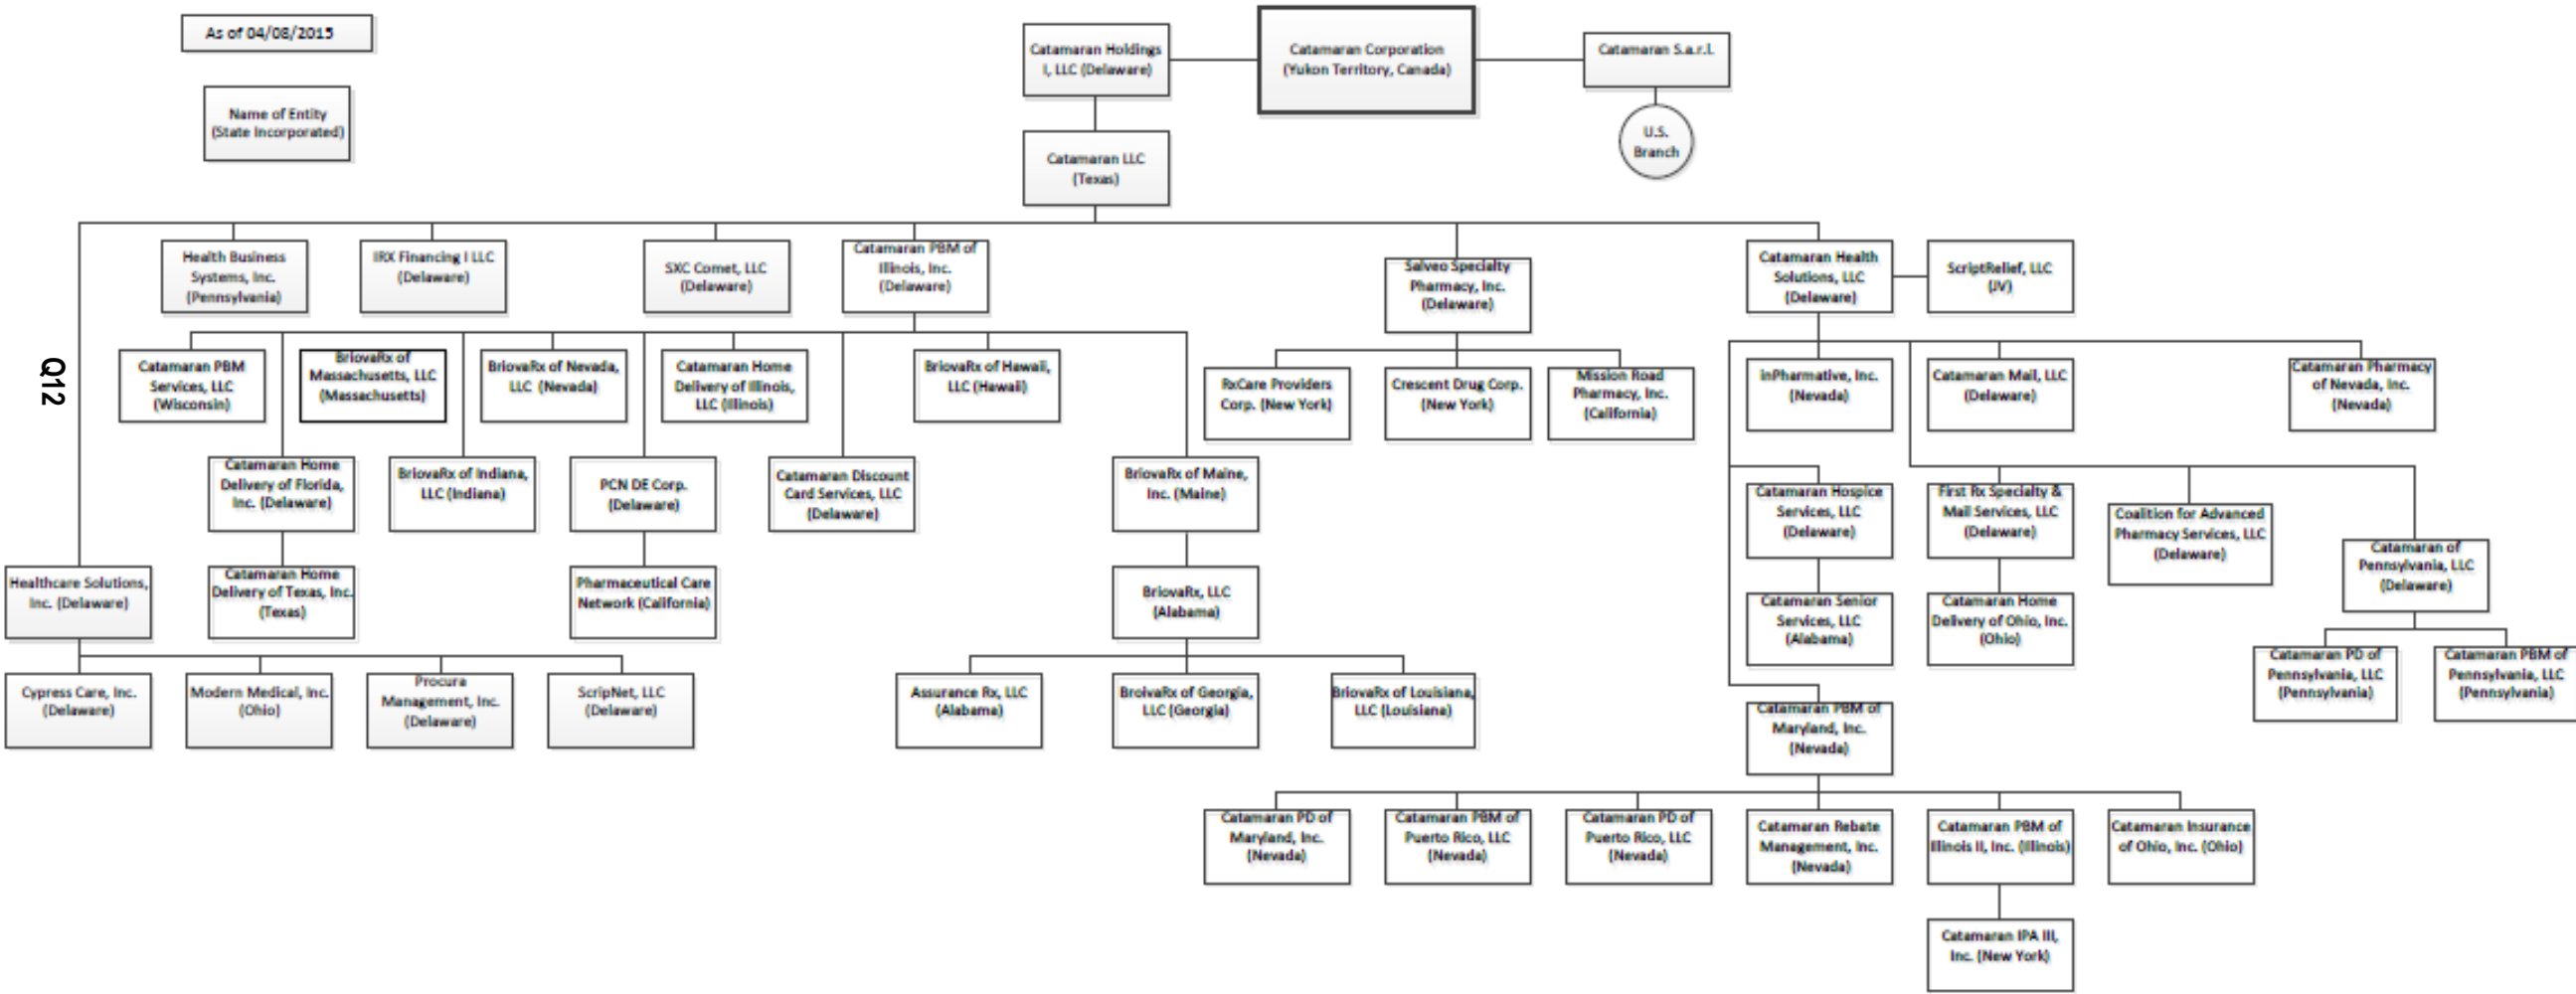 As of 04/08/2015
Name of Entity
(State Incorporated)
Catamaran Holdings
I, LLC (Delaware)
Catamaran Corporation
(Yukon Territory, Canada)
Catamaran S.a.r.l.
U.S.
Branch
Catamaran LLC
(Texas)
Q12
Health Business
Systems, Inc.
(Pennsylvania)
IRX Financing I LLC
(Delaware)
SXC Comet, LLC
(Delaware)
Catamaran PBM of
Illinois, Inc.
(Delaware)
Salveo Specialty
Pharmacy, Inc.
(Delaware)
Catamaran Health
Solutions, LLC
(Delaware)
ScriptRelief, LLC
(JV)
Catamaran PBM
Services, LLC
(Wisconsin)
BriovaRx of
Massachusetts, LLC
(Massachusetts)
BriovaRx of Nevada,
LLC (Nevada)
Catamaran Home
Delivery of Illinois,
LLC (Illinois)
BriovaRx of Hawaii,
LLC (Hawaii)
RxCare Providers
Corp. (New York)
Crescent Drug Corp.
(New York)
Mission Road
Pharmacy, Inc.
(California)
inPharmative, Inc.
(Nevada)
Catamaran Mail, LLC
(Delaware)
Catamaran Pharmacy
of Nevada, Inc.
(Nevada)
Catamaran Home
Delivery of Florida,
Inc. (Delaware)
BriovaRx of Indiana,
LLC (Indiana)
PCN DE Corp.
(Delaware)
Catamaran Discount
Card Services, LLC
(Delaware)
BriovaRx of Maine,
Inc. (Maine)
Catamaran Hospice
Services, LLC
(Delaware)
First Rx Specialty &
Mail Services, LLC
(Delaware)
Coalition for Advanced
Pharmacy Services, LLC
(Delaware)
Catamaran of
Pennsylvania, LLC
(Delaware)
Healthcare Solutions,
Inc. (Delaware)
Catamaran Home
Delivery of Texas, Inc.
(Texas)
Pharmaceutical Care
Network (California)
BriovaRx, LLC
(Alabama)
Catamaran Senior
Services, LLC
(Alabama)
Catamaran Home
Delivery of Ohio, Inc.
(Ohio)
Catamaran PD of
Pennsylvania, LLC
(Pennsylvania)
Catamaran PBM of
Pennsylvania, LLC
(Pennsylvania)
Cypress Care, Inc.
(Delaware)
Modern Medical, Inc.
(Ohio)
Procura
Management, Inc.
(Delaware)
ScripNet, LLC
(Delaware)
Assurance Rx, LLC
(Alabama)
BroivaRx of Georgia,
LLC (Georgia)
BriovaRx of Louisiana,
LLC (Louisiana)
Catamaran PBM of
Maryland, Inc.
(Nevada)
Catamaran PD of
Maryland, Inc.
(Nevada)
Catamaran PBM of
Puerto Rico, LLC
(Nevada)
Catamaran PD of
Puerto Rico, LLC
(Nevada)
Catamaran Rebate
Management, Inc.
(Nevada)
Catamaran PBM of
Illinois II, Inc. (Illinois)
Catamaran Insurance
of Ohio, Inc. (Ohio)
Catamaran IPA III,
Inc. (New York)